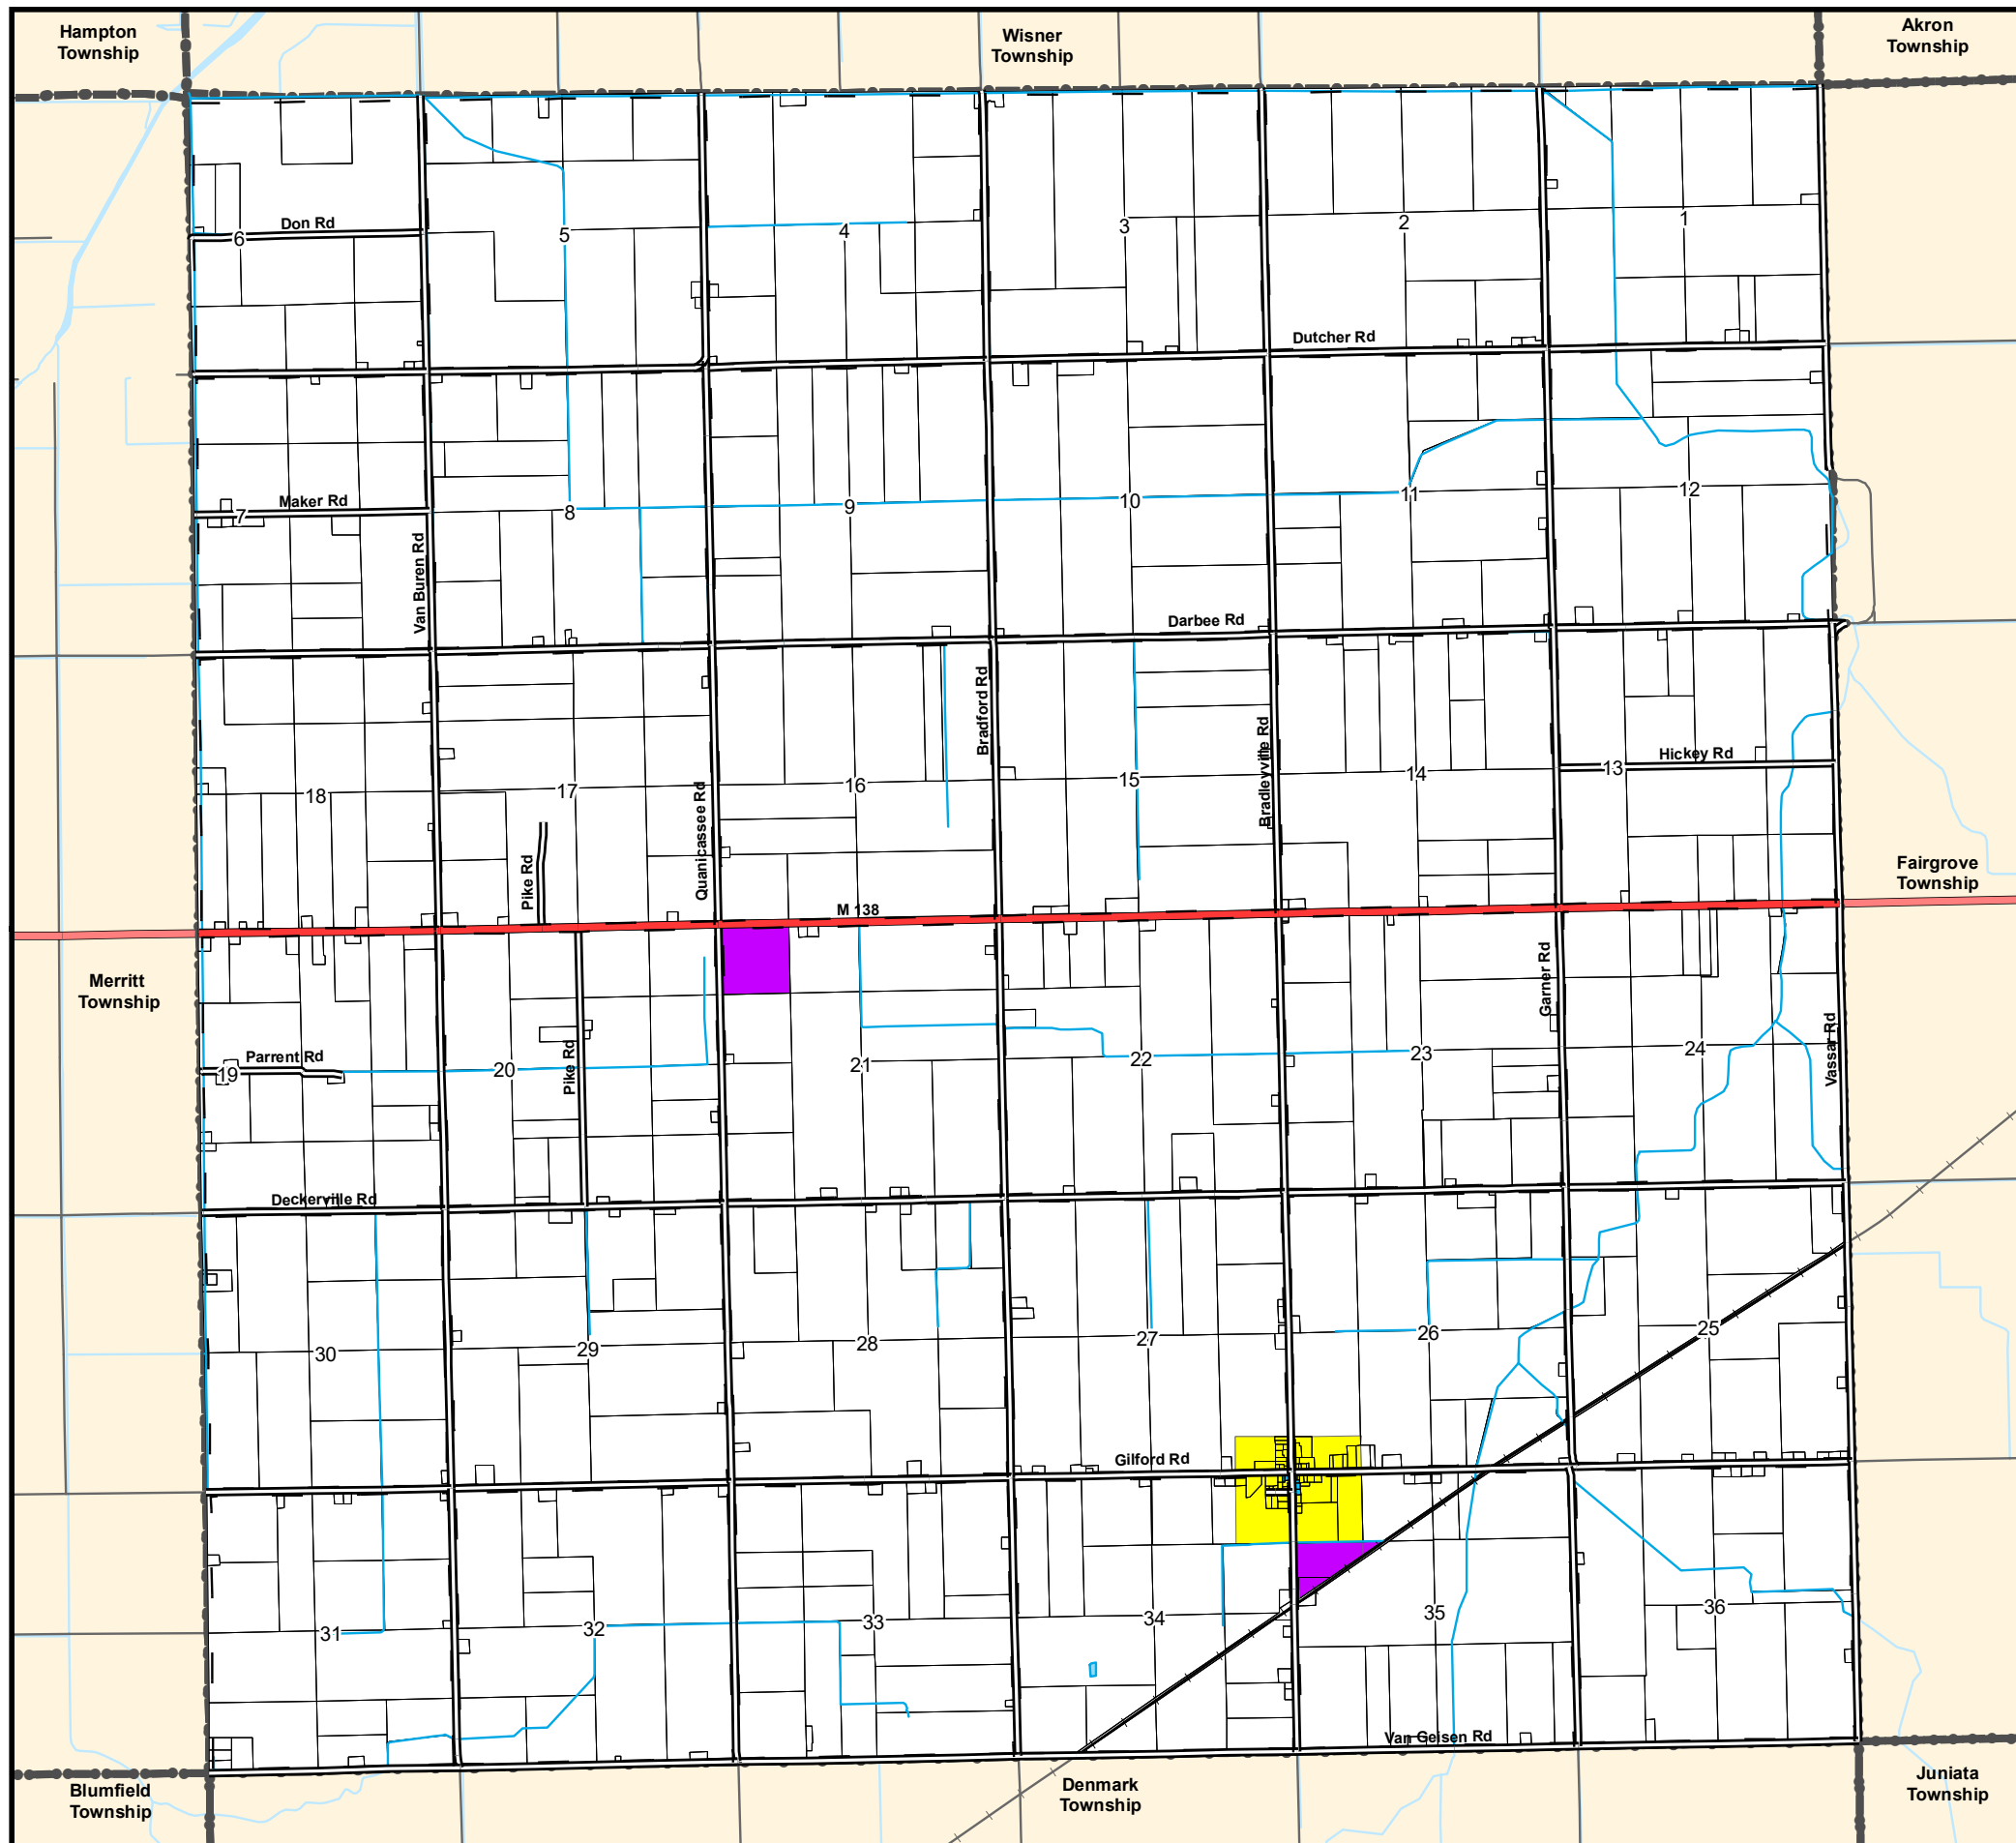 Hampton
Township
Wisner
Township
Akron
Township
Don Rd
6
5
4
3
2
1
Dutcher Rd
Maker Rd
7
8
9
10
11
12
Van Buren Rd
Darbee Rd
Bradford Rd
Bradleyville Rd
Hickey Rd
18
17
16
15
14
13
Quanicassee Rd
Pike Rd
M 138
Fairgrove
Township
Merritt
Township
Garner Rd
Vassar Rd
Parrent Rd
19
20
Pike Rd
21
22
23
24
Deckerville Rd
30
29
28
27
26
25
Gilford Rd
31
32
33
34
35
36
Van Geisen Rd
Blumfield
Township
Denmark
Township
Juniata
Township